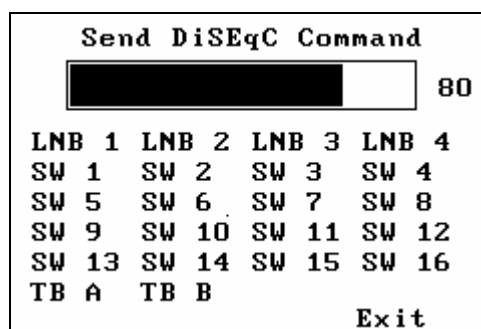 Send DiSEqC Command
80
LNB 1 LNB 2 LNB 3 LNB 4
SW 1 SW 2 SW 3 SW 4
SW 5 SW 6 SW 7 SW 8
SW 9 SW 10 SW 11 SW 12
SW 13 SW 14 SW 15 SW 16
TB A TB B
Exit